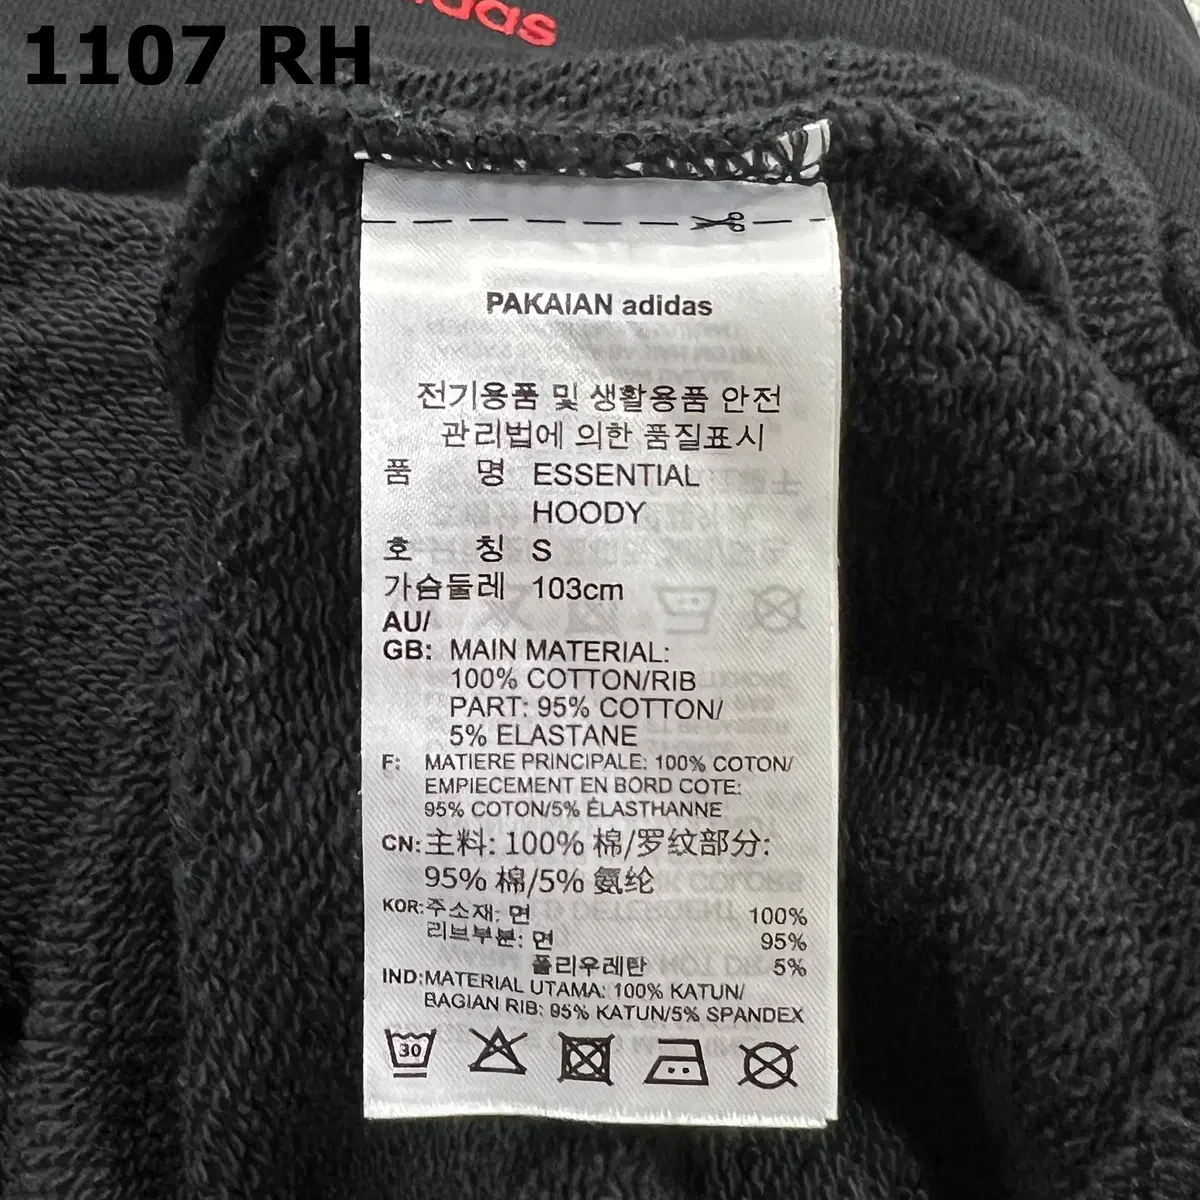 1107 RH
adidas
PAKAIAN adidas
전기용품 및 생활용품 안전
관리법에 의한 품질표시
품 명 ESSENTIAL
HOODY
호 칭 S
가슴둘레 103cm
AU/
GB: MAIN MATERIAL:
100% COTTON/RIB
PART: 95% COTTON/
5% ELASTANE
F: MATIERE PRINCIPALE: 100% COTON/
EMPIECEMENT EN BORD COTE:
95% COTON/5% ÉLASTHANNE
CN: 主料: 100% 棉/罗纹部分:
95% 棉/5% 氨纶
KOR: 주소재: 면 100%
리브부분: 면 95%
폴리우레탄 5%
IND: MATERIAL UTAMA: 100% KATUN/
BAGIAN RIB: 95% KATUN/5% SPANDEX
30